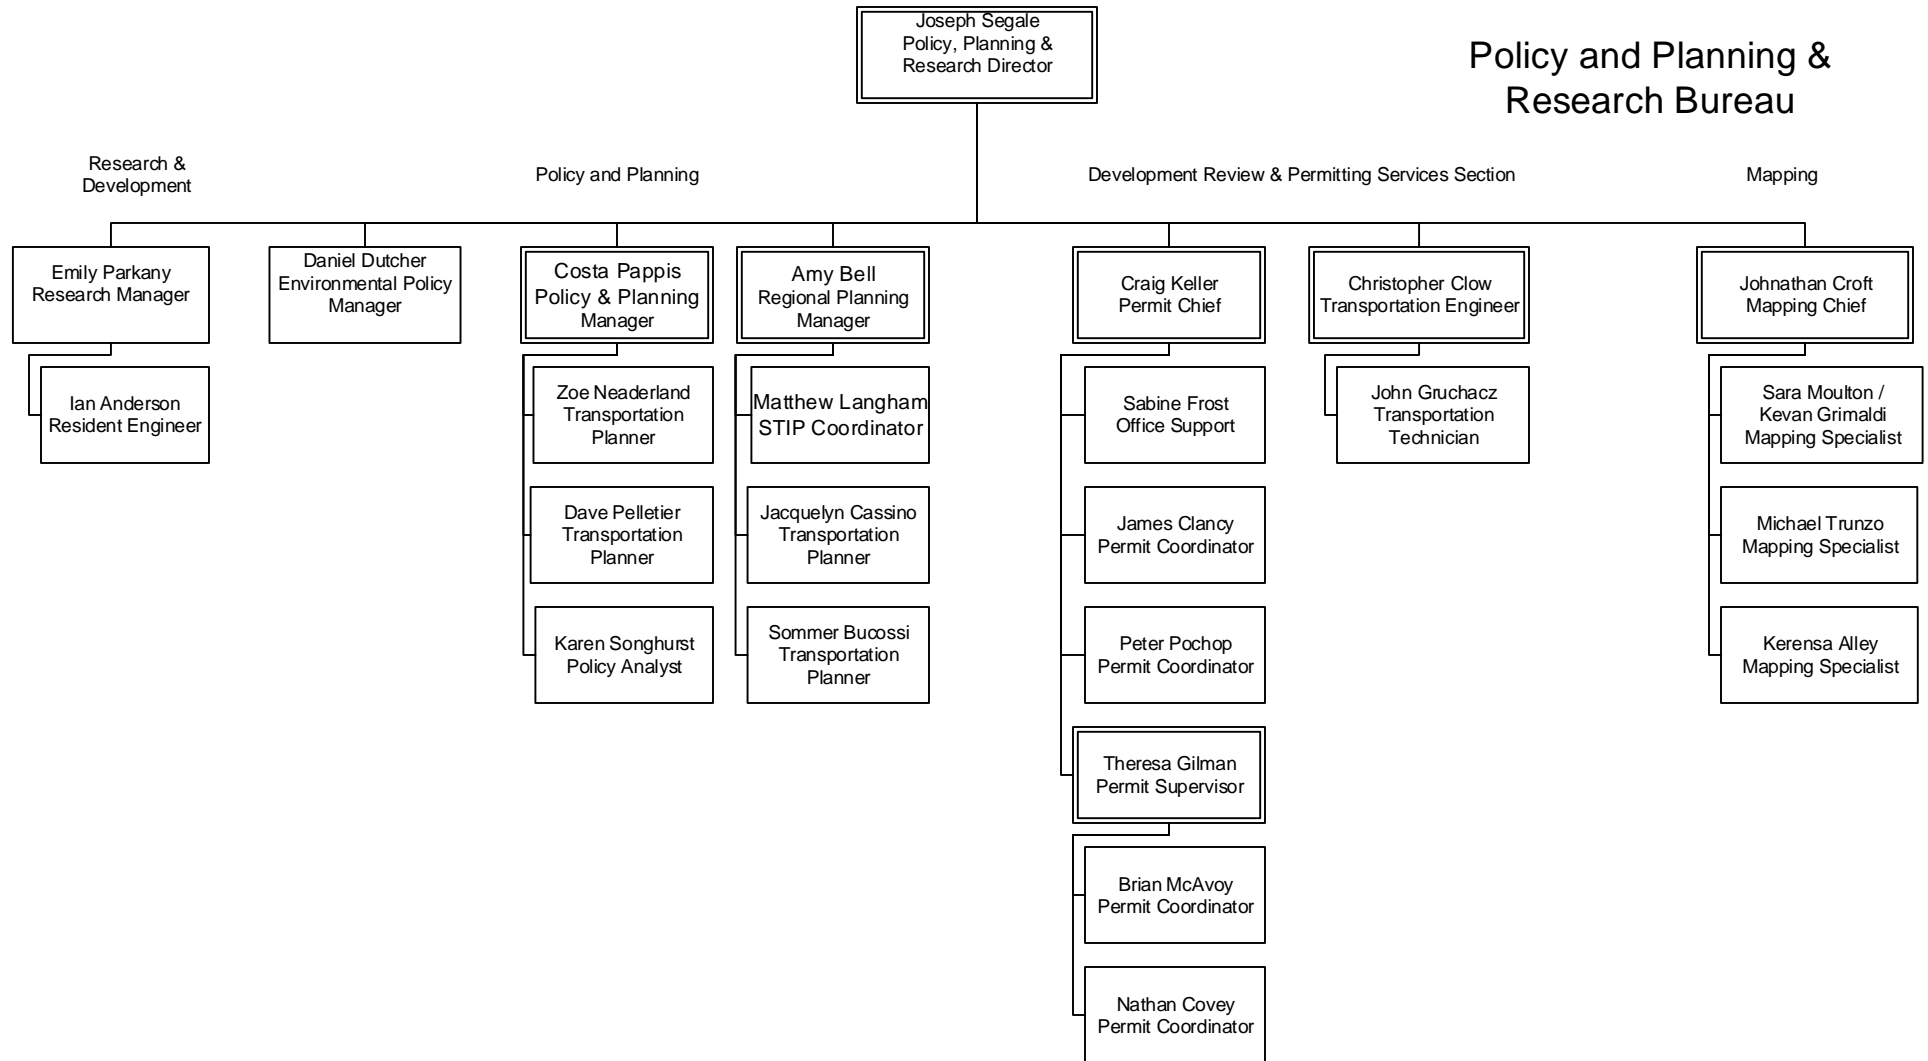 Joseph Segale
Policy, Planning &
Research Director
Policy and Planning &
Research Bureau
Research &
Development
Policy and Planning
Development Review & Permitting Services Section
Mapping
Emily Parkany
Research Manager
Daniel Dutcher
Environmental Policy
Manager
Costa Pappis
Policy & Planning
Manager
Amy Bell
Regional Planning
Manager
Craig Keller
Permit Chief
Christopher Clow
Transportation Engineer
Johnathan Croft
Mapping Chief
Ian Anderson
Resident Engineer
Zoe Neaderland
Transportation
Planner
Matthew Langham
STIP Coordinator
Sabine Frost
Office Support
John Gruchacz
Transportation
Technician
Sara Moulton /
Kevan Grimaldi
Mapping Specialist
Dave Pelletier
Transportation
Planner
Jacquelyn Cassino
Transportation
Planner
James Clancy
Permit Coordinator
Michael Trunzo
Mapping Specialist
Karen Songhurst
Policy Analyst
Sommer Bucossi
Transportation
Planner
Peter Pochop
Permit Coordinator
Kerensa Alley
Mapping Specialist
Theresa Gilman
Permit Supervisor
Brian McAvoy
Permit Coordinator
Nathan Covey
Permit Coordinator